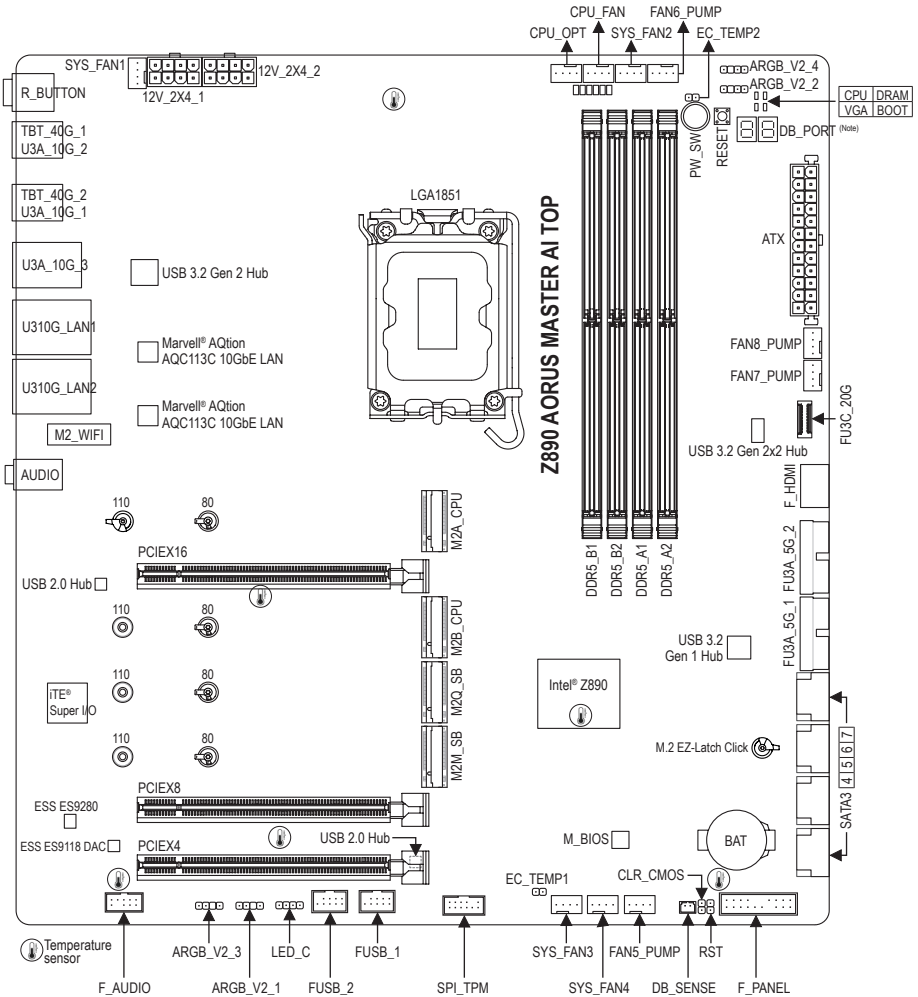 CPU_FAN
FAN6_PUMP
CPU_OPT
SYS_FAN2
EC_TEMP2
SYS_FAN1
12V_2X4_2
12V_2X4_1
ARGB_V2_4
ARGB_V2_2
R_BUTTON
CPU DRAM
VGA BOOT
DB_PORT (Note)
PW_SW
RESET
TBT_40G_1
U3A_10G_2
TBT_40G_2
U3A_10G_1
LGA1851
ATX
U3A_10G_3
USB 3.2 Gen 2 Hub
Z890 AORUS MASTER AI TOP
U310G_LAN1
Marvell® AQtion
AQC113C 10GbE LAN
FAN8_PUMP
FAN7_PUMP
U310G_LAN2
Marvell® AQtion
AQC113C 10GbE LAN
FU3C_20G
M2_WIFI
USB 3.2 Gen 2x2 Hub
AUDIO
F_HDMI
110
80
M2A_CPU
PCIEX16
DDR5_B1
DDR5_B2
DDR5_A1
DDR5_A2
FU3A_5G_2
USB 2.0 Hub
110
80
M2B_CPU
FU3A_5G_1
USB 3.2
Gen 1 Hub
110
80
M2Q_SB
Intel® Z890
iTE®
Super I/O
110
80
M2M_SB
M.2 EZ-Latch Click
SATA3 4 5 6 7
PCIEX8
ESS ES9280
USB 2.0 Hub
M_BIOS
BAT
ESS ES9118 DAC
PCIEX4
EC_TEMP1
CLR_CMOS
Temperature
sensor
ARGB_V2_3
LED_C
FUSB_1
SYS_FAN3
FAN5_PUMP
RST
F_AUDIO
ARGB_V2_1
FUSB_2
SPI_TPM
SYS_FAN4
DB_SENSE
F_PANEL